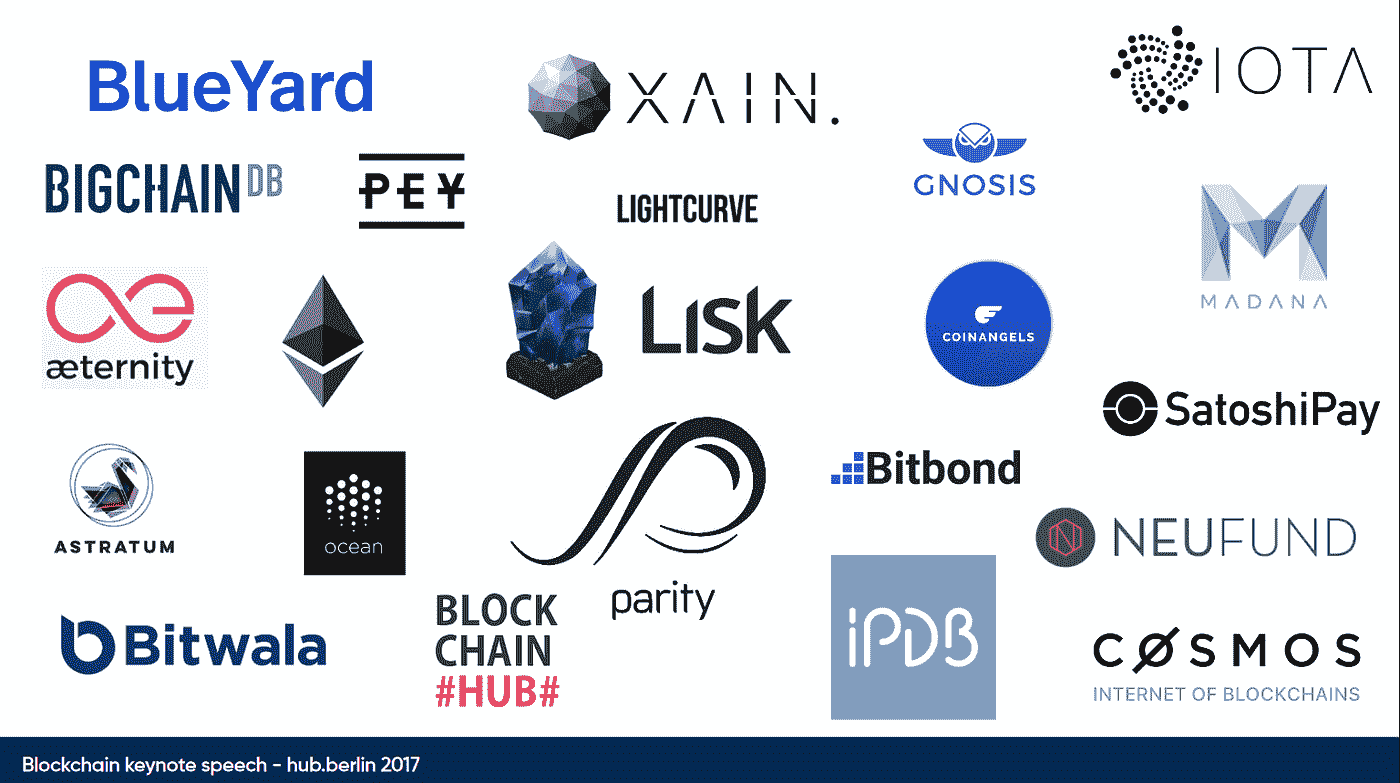 BlueYard
XAIN.
IOTA
BIGCHAIN DB
PEY
LIGHTCURVE
GNOSIS
MADANA
æternity
LISK
COINANGELS
SatoshiPay
ASTRATUM
ocean
parity
Bitbond
NEUFUND
Bitwala
BLOCK
CHAIN
#HUB#
iPDB
CØSMOS
INTERNET OF BLOCKCHAINS
Blockchain keynote speech - hub.berlin 2017